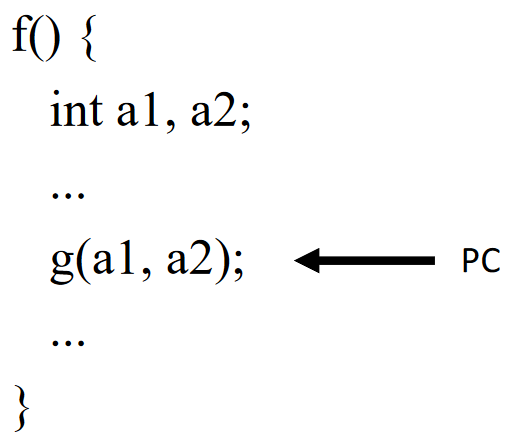 f() {
int a1, a2;
...
g(a1, a2); PC
...
}